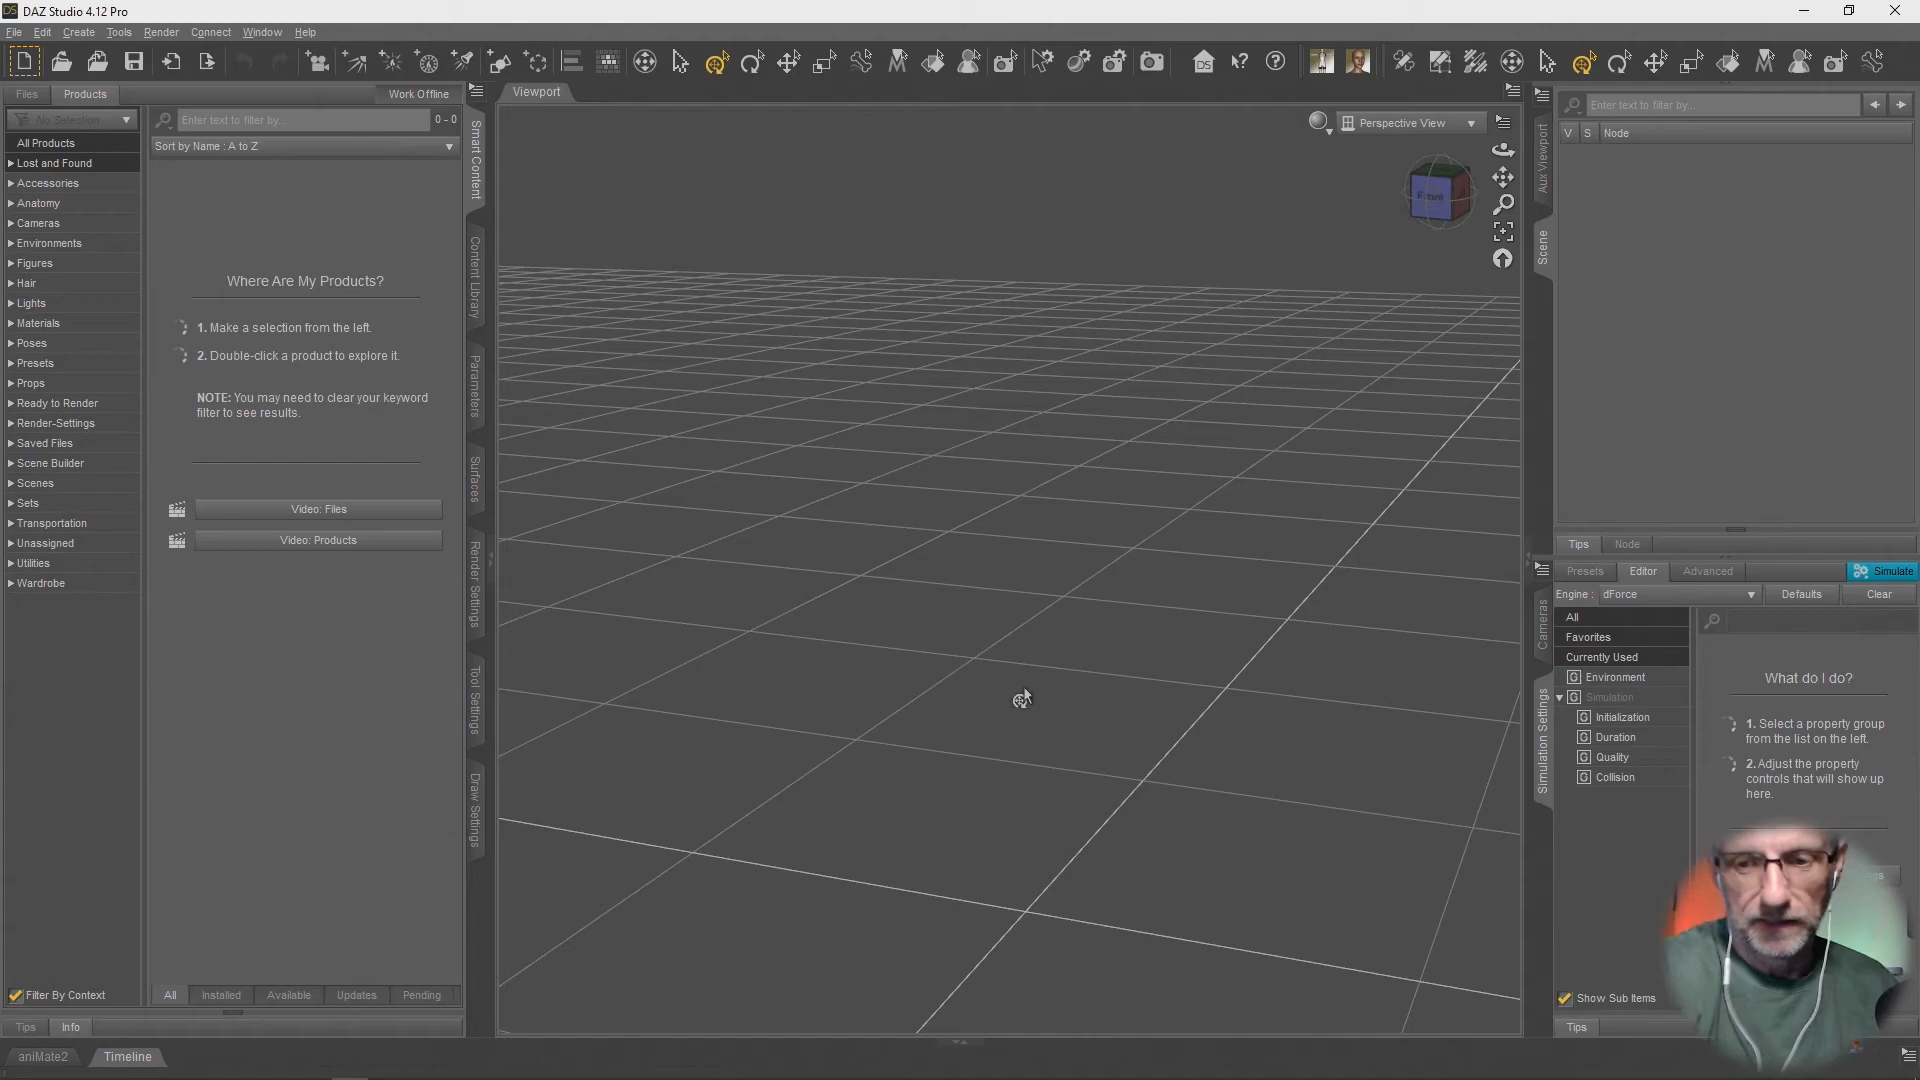 DAZ Studio 4.12 Pro
File Edit Create Tools Render Connect Window Help
Files Products Work Offline
No Selection
Enter text to filter by...
0 - 0
Sort by Name : A to Z
All Products
Lost and Found
Accessories
Anatomy
Cameras
Environments
Figures
Hair
Lights
Materials
Poses
Presets
Props
Ready to Render
Render-Settings
Saved Files
Scene Builder
Scenes
Sets
Transportation
Unassigned
Utilities
Wardrobe
Where Are My Products?
1. Make a selection from the left.
2. Double-click a product to explore it.
NOTE: You may need to clear your keyword
filter to see results.
Video: Files
Video: Products
Filter By Context
All Installed Available Updates Pending
Tips Info
aniMate2 Timeline
Smart Content
Content Library
Parameters
Surfaces
Render Settings
Tool Settings
Draw Settings
Viewport
Perspective View
Front
Aux Viewport
Scene
Cameras
Simulation Settings
Enter text to filter by...
V S Node
Tips Node
Presets Editor Advanced Simulate
Engine : dForce Defaults Clear
All
Favorites
Currently Used
G Environment
G Simulation
G Initialization
G Duration
G Quality
G Collision
What do I do?
1. Select a property group
from the list on the left.
2. Adjust the property
controls that will show up
here.
Show Sub Items
Tips